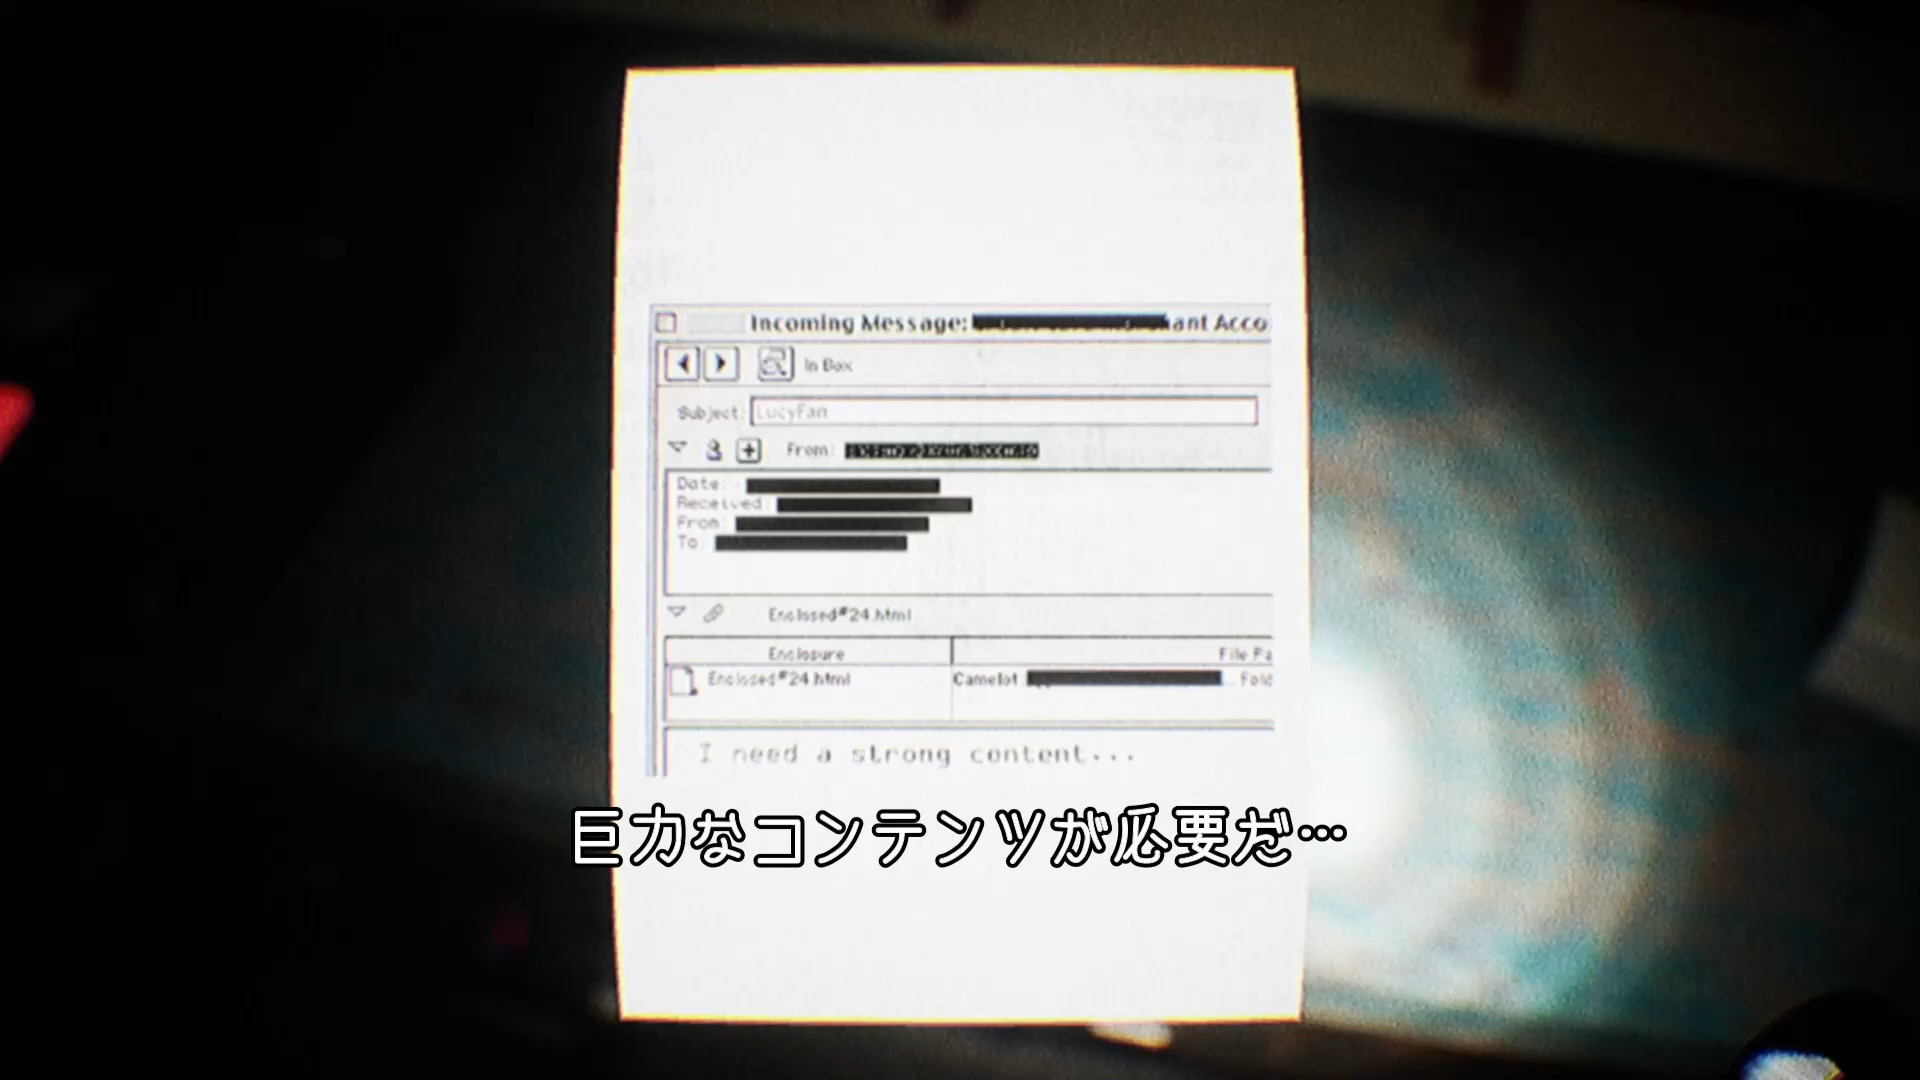 Incoming Message: ant Acco
In Box
Subject: LucyFan
From:
Date:
Received:
From:
To:
Enclosed#24.html
Enclosure File Pa
Enclosed#24.html Camelot ... Fold
I need a strong content...
巨力なコンテンツが必要だ…